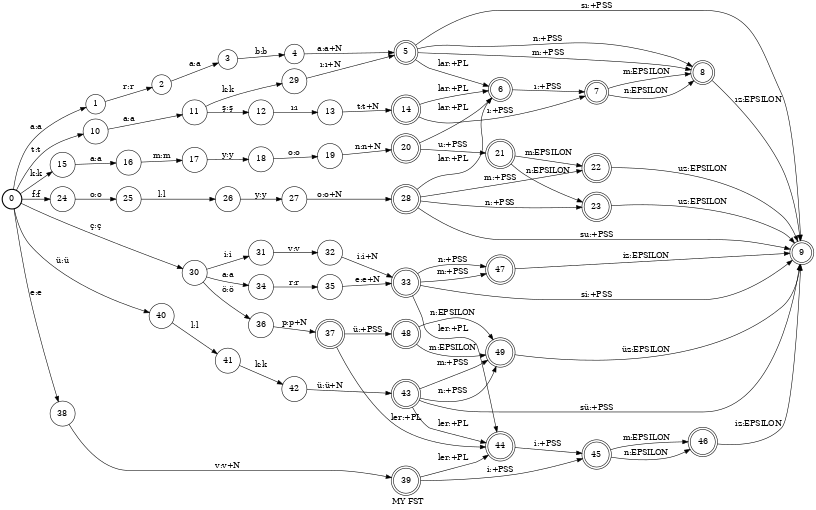 sı:+PSS
b:b
a:a+N
4
5
3
a:a
n:+PSS
m:+PSS
2
r:r
i:i+N
lar:+PL
8
1
k:k
29
a:a
m:EPSILON
6
ı:+PSS
7
n:EPSILON
t:t
a:a
11
ş:ş
12
i:i
13
t:t+N
14
lar:+PL
ı:+PSS
ız:EPSILON
10
lar:+PL
k:k
15
a:a
16
m:m
17
y:y
18
o:o
19
n:n+N
20
u:+PSS
21
lar:+PL
m:EPSILON
n:EPSILON
22
0
f:f
24
o:o
25
l:l
26
y:y
27
o:o+N
28
m:+PSS
n:+PSS
23
uz:EPSILON
uz:EPSILON
su:+PSS
9
ç:ç
i:i
31
v:v
32
i:i+N
30
a:a
34
r:r
35
e:e+N
33
n:+PSS
m:+PSS
47
iz:EPSILON
si:+PSS
ö:ö
ü:ü
e:e
40
36
p:p+N
37
ü:+PSS
48
n:EPSILON
ler:+PL
m:EPSILON
49
üz:EPSILON
l:l
41
k:k
42
ü:ü+N
43
m:+PSS
n:+PSS
sü:+PSS
38
ler:+PL
ler:+PL
44
i:+PSS
45
m:EPSILON
n:EPSILON
46
iz:EPSILON
v:v+N
39
ler:+PL
i:+PSS
MY FST